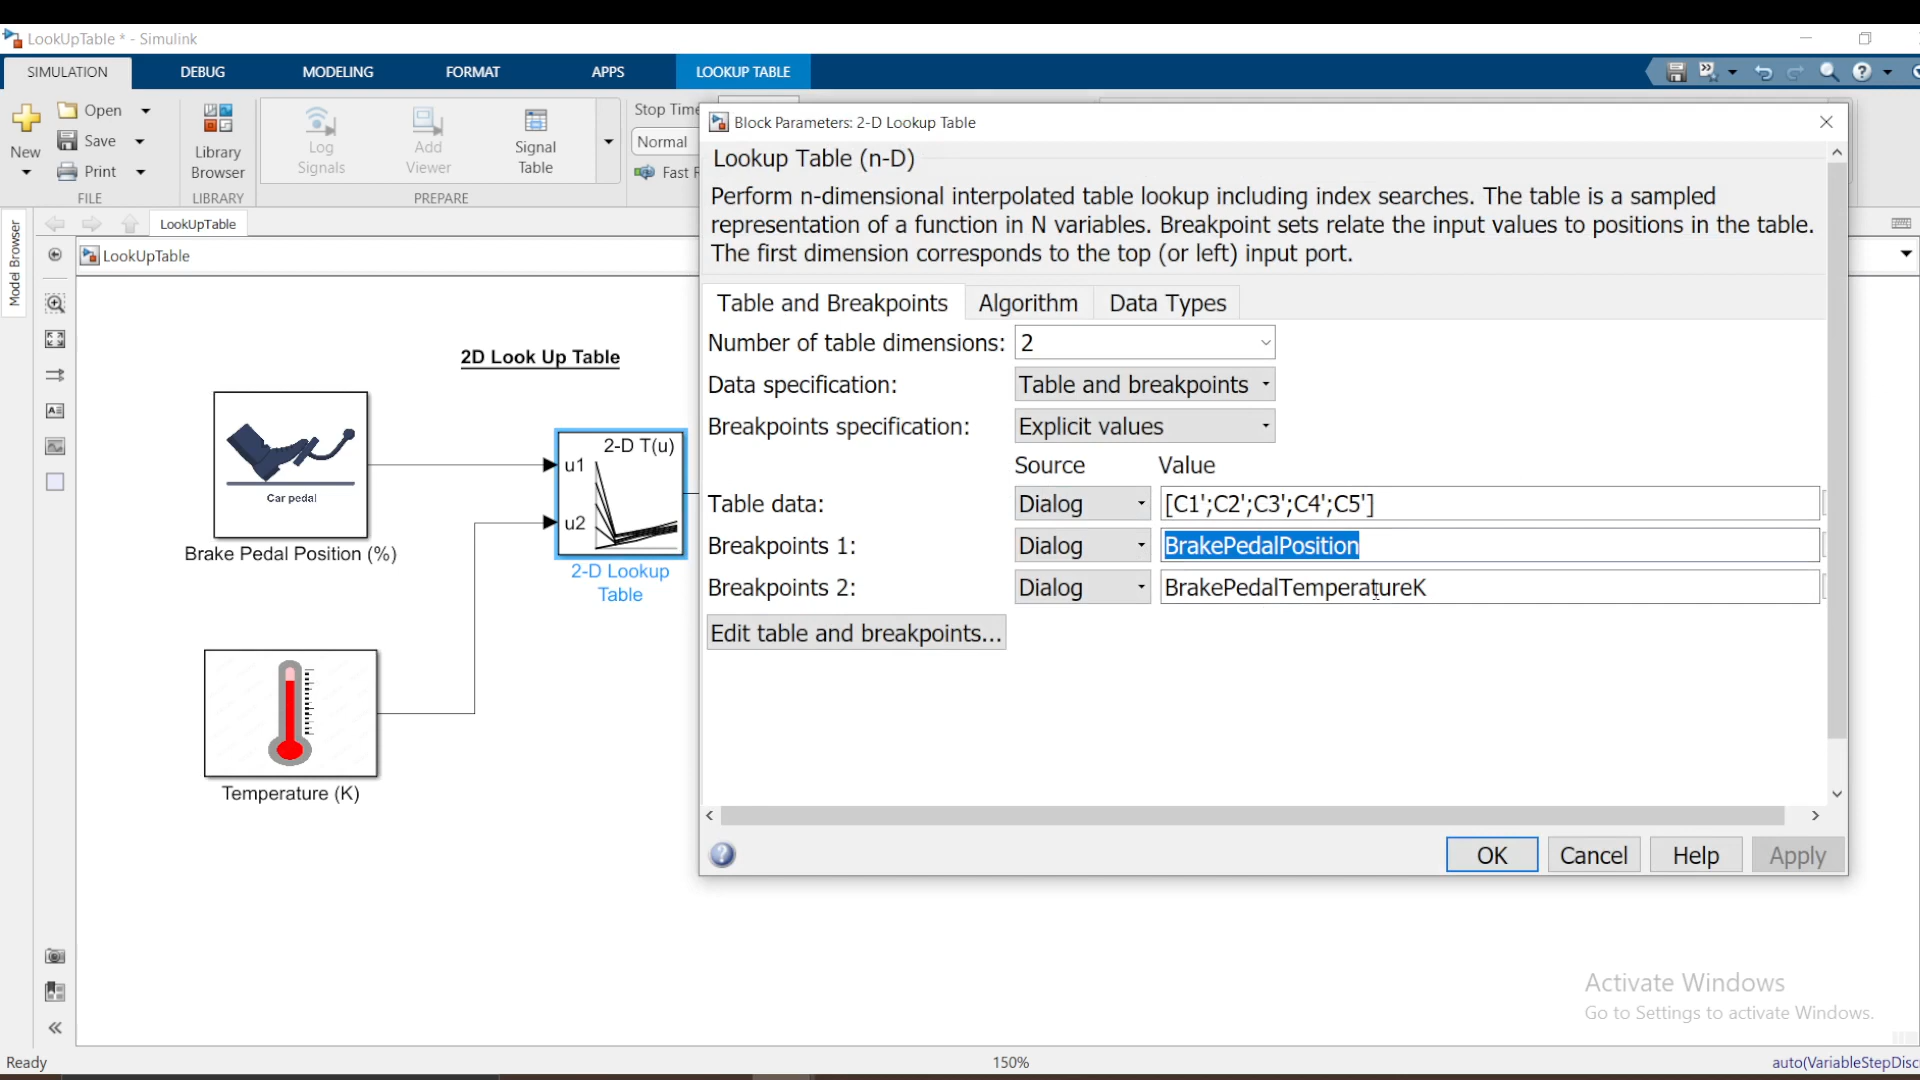 LookUpTable * - Simulink
SIMULATION
DEBUG
MODELING
FORMAT
APPS
LOOKUP TABLE
New
Open
Save
Print
FILE
Library
Browser
LIBRARY
Log
Signals
Add
Viewer
Signal
Table
PREPARE
Stop Time
Normal
Fast R
Model Browser
LookUpTable
LookUpTable
2D Look Up Table
Car pedal
Brake Pedal Position (%)
2-D T(u)
u1
u2
2-D Lookup
Table
Temperature (K)
Block Parameters: 2-D Lookup Table
Lookup Table (n-D)
Perform n-dimensional interpolated table lookup including index searches. The table is a sampled
representation of a function in N variables. Breakpoint sets relate the input values to positions in the table.
The first dimension corresponds to the top (or left) input port.
Table and Breakpoints
Algorithm
Data Types
Number of table dimensions: 2
Data specification: Table and breakpoints
Breakpoints specification: Explicit values
Source Value
Table data: Dialog [C1';C2';C3';C4';C5']
Breakpoints 1: Dialog BrakePedalPosition
Breakpoints 2: Dialog BrakePedalTemperatureK
Edit table and breakpoints...
OK
Cancel
Help
Apply
Activate Windows
Go to Settings to activate Windows.
Ready
150%
auto(VariableStepDisc